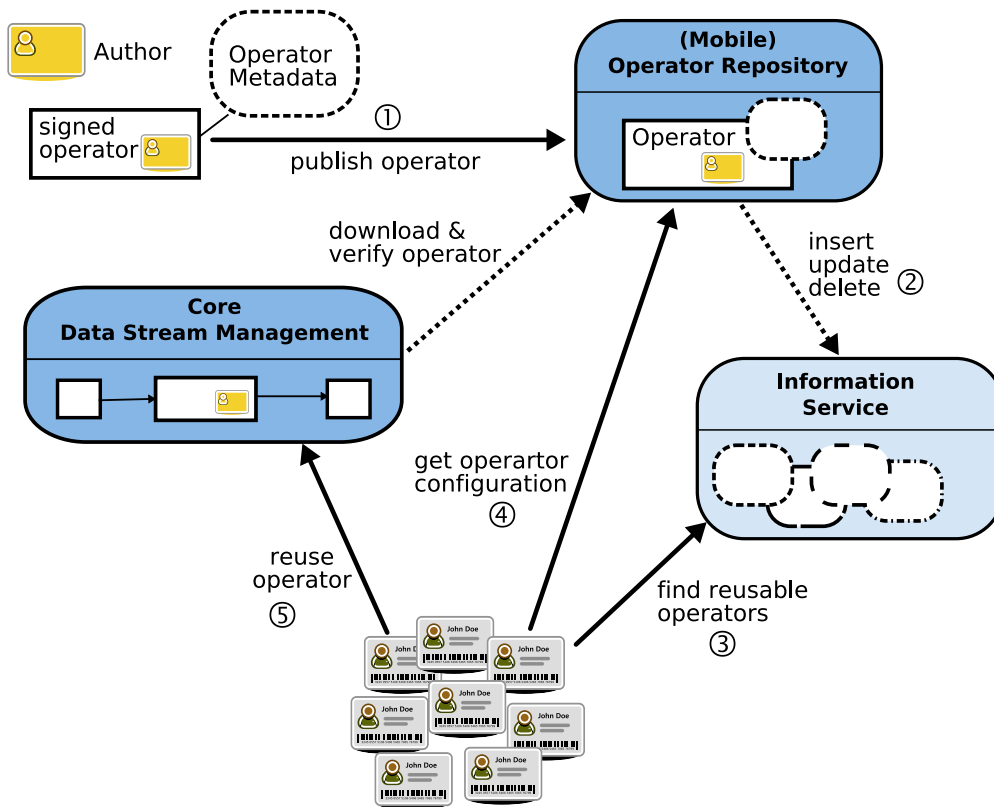 Author
Operator
Metadata
(Mobile)
Operator Repository
signed
operator
①
publish operator
Operator
download &
verify operator
insert
update
delete ②
Core
Data Stream Management
Information
Service
get operartor
configuration
④
reuse
operator
⑤
find reusable
operators
③
John Doe
John Doe
John Doe
John Doe
John Doe
John Doe
John Doe
John Doe